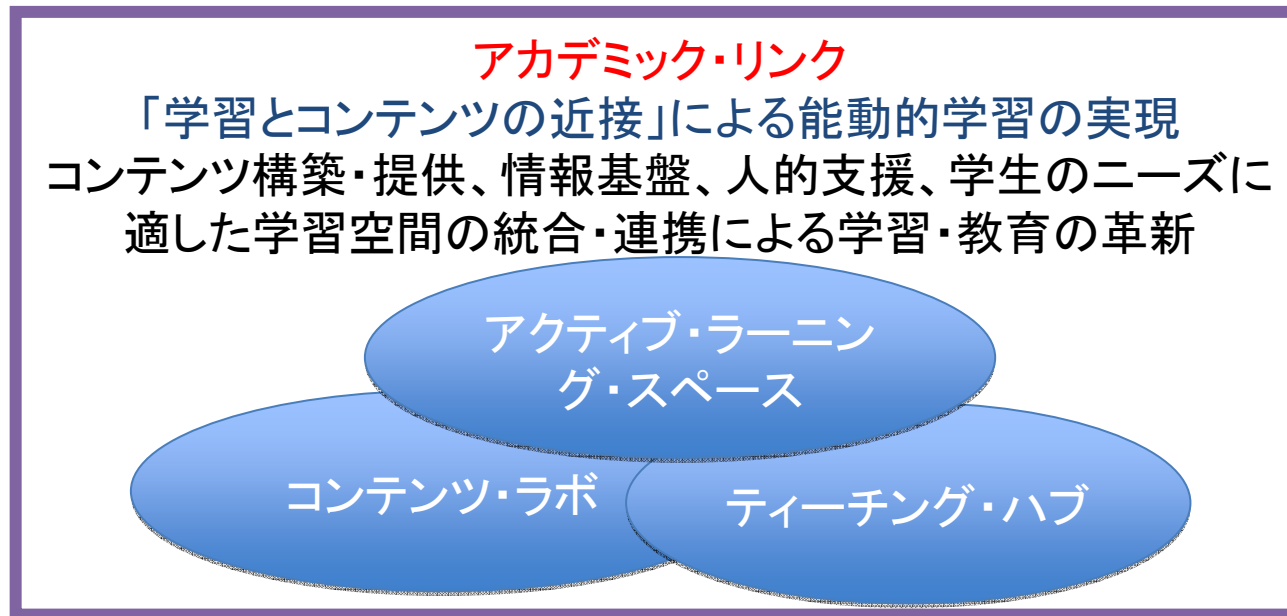 アカデミック・リンク
「学習とコンテンツの近接」による能動的学習の実現
コンテンツ構築・提供、情報基盤、人的支援、学生のニーズに
適した学習空間の統合・連携による学習・教育の革新
アクティブ・ラーニン
グ・スペース
コンテンツ・ラボ
ティーチング・ハブ